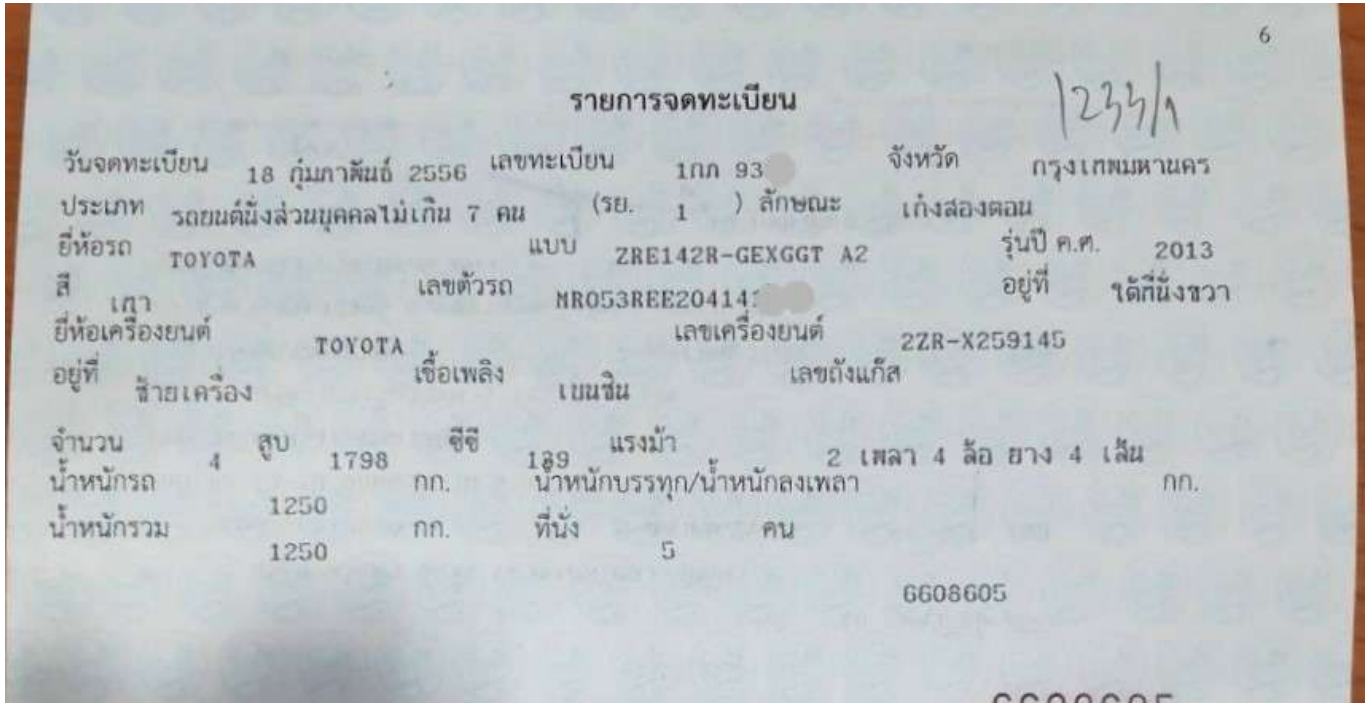 6
รายการจดทะเบียน
1233/1
วันจดทะเบียน 18 กุมภาพันธ์ 2556 เลขทะเบียน 1กก 93 จังหวัด กรุงเทพมหานคร
ประเภท รถยนต์นั่งส่วนบุคคลไม่เกิน 7 คน (รย. 1 ) ลักษณะ เก๋งสองตอน
ยี่ห้อรถ TOYOTA แบบ ZRE142R-GEXGGT A2 รุ่นปี ค.ศ. 2013
สี เทา เลขตัวรถ MR053REE204141 อยู่ที่ ใต้ที่นั่งขวา
ยี่ห้อเครื่องยนต์ TOYOTA เลขเครื่องยนต์ 2ZR-X259145
อยู่ที่ ซ้ายเครื่อง เชื้อเพลิง เบนซิน เลขถังแก๊ส
จำนวน 4 สูบ 1798 ซีซี 139 แรงม้า 2 เพลา 4 ล้อ ยาง 4 เส้น
น้ำหนักรถ 1250 กก. น้ำหนักบรรทุก/น้ำหนักลงเพลา กก.
น้ำหนักรวม 1250 กก. ที่นั่ง 5 คน
6608605